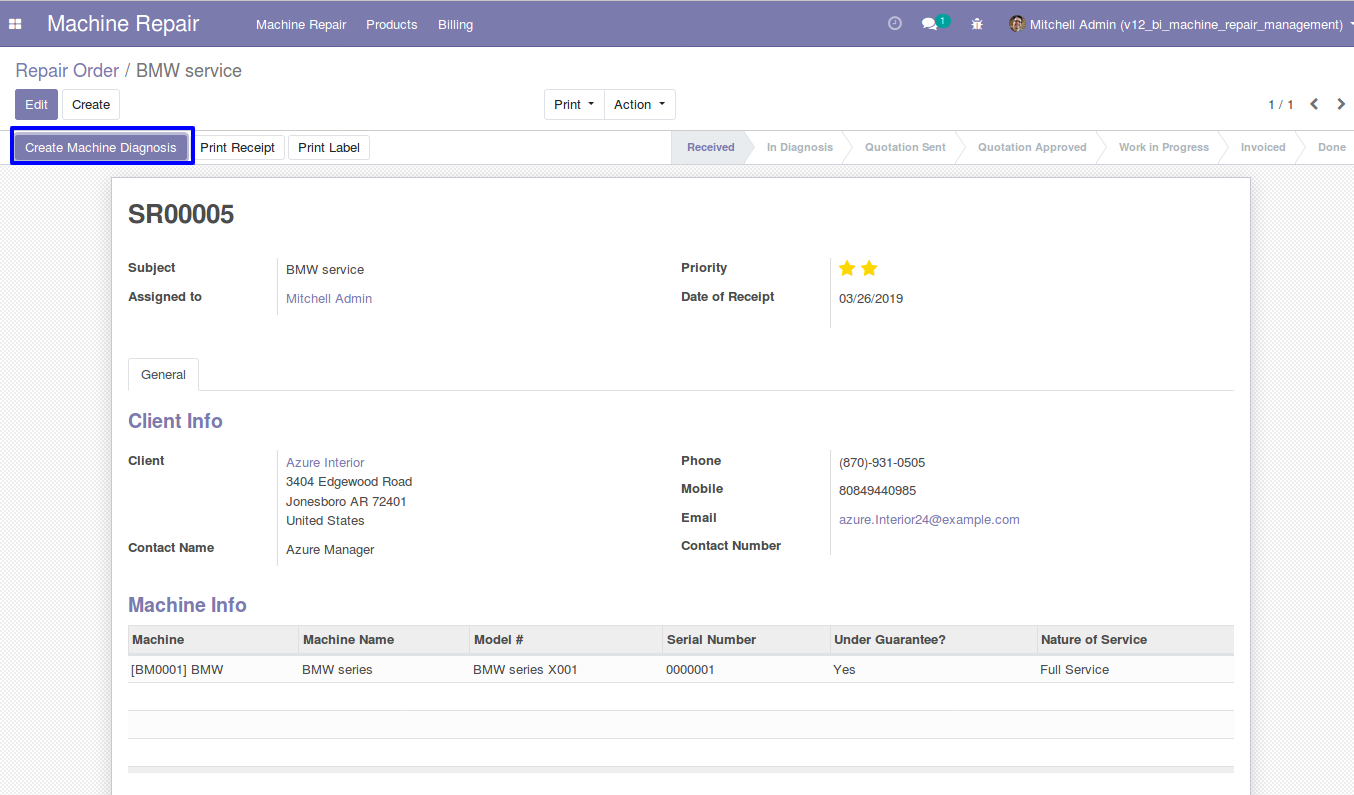 Machine Repair Machine Repair Products Billing 1 Mitchell Admin (v12_bi_machine_repair_management)
Repair Order / BMW service
Edit Create Print Action 1 / 1
Create Machine Diagnosis Print Receipt Print Label Received In Diagnosis Quotation Sent Quotation Approved Work in Progress Invoiced Done
SR00005
Subject BMW service Priority
Assigned to Mitchell Admin Date of Receipt 03/26/2019
General
Client Info
Client Azure Interior Phone (870)-931-0505
3404 Edgewood Road
Mobile 80849440985
Jonesboro AR 72401
United States Email azure.Interior24@example.com
Contact Name Azure Manager Contact Number
Machine Info
Machine Machine Name Model # Serial Number Under Guarantee? Nature of Service
[BM0001] BMW BMW series BMW series X001 0000001 Yes Full Service